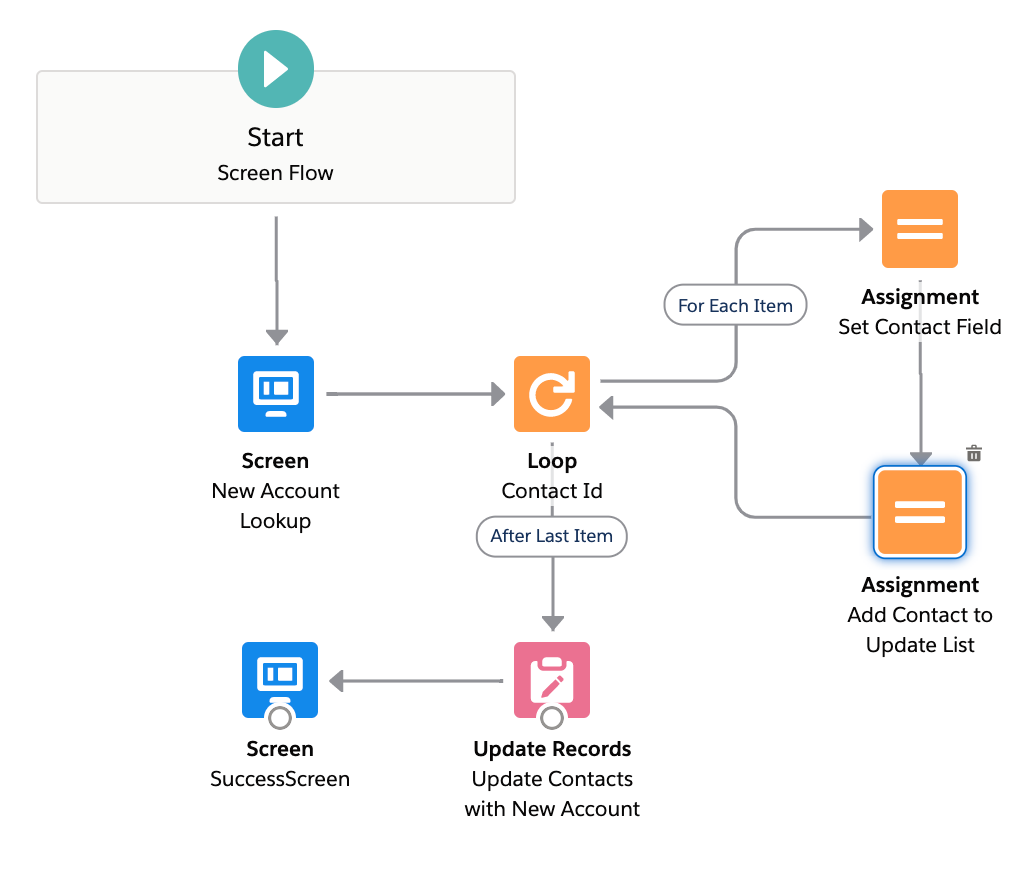 Start
Screen Flow
For Each Item
Assignment
Set Contact Field
Screen
New Account
Lookup
Loop
Contact Id
After Last Item
Assignment
Add Contact to
Update List
Screen
SuccessScreen
Update Records
Update Contacts
with New Account